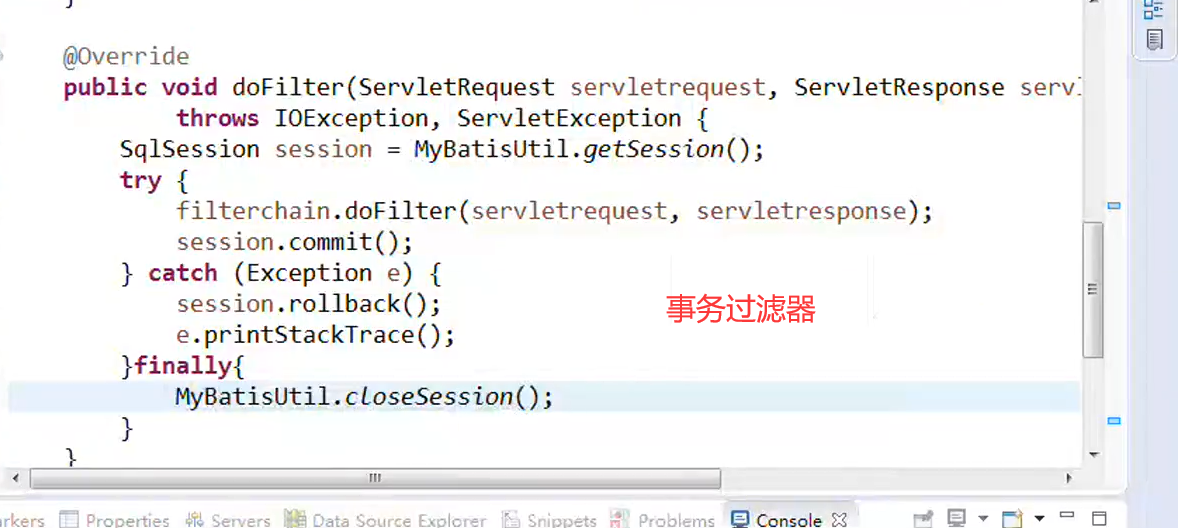 }
@Override
public void doFilter(ServletRequest servletrequest, ServletResponse servl
throws IOException, ServletException {
SqlSession session = MyBatisUtil.getSession();
try {
filterchain.doFilter(servletrequest, servletresponse);
session.commit();
} catch (Exception e) {
session.rollback();
事务过滤器
e.printStackTrace();
}finally{
MyBatisUtil.closeSession();
}
}
arkers Properties Servers Data Source Explorer Snippets Problems Console